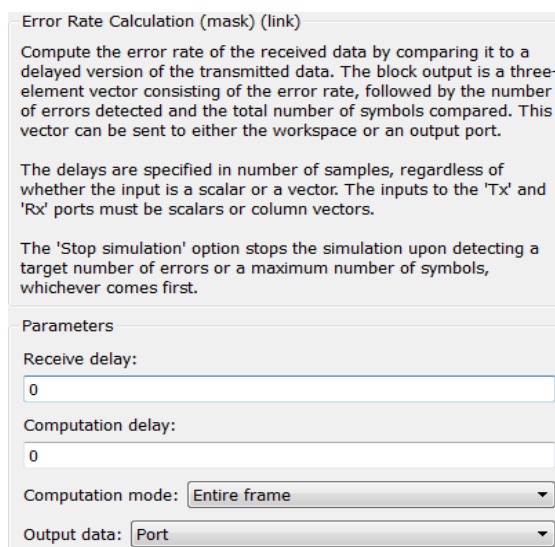 Error Rate Calculation (mask) (link)
Compute the error rate of the received data by comparing it to a
delayed version of the transmitted data. The block output is a three-
element vector consisting of the error rate, followed by the number
of errors detected and the total number of symbols compared. This
vector can be sent to either the workspace or an output port.
The delays are specified in number of samples, regardless of
whether the input is a scalar or a vector. The inputs to the 'Tx' and
'Rx' ports must be scalars or column vectors.
The 'Stop simulation' option stops the simulation upon detecting a
target number of errors or a maximum number of symbols,
whichever comes first.
Parameters
Receive delay:
0
Computation delay:
0
Computation mode: Entire frame
Output data: Port